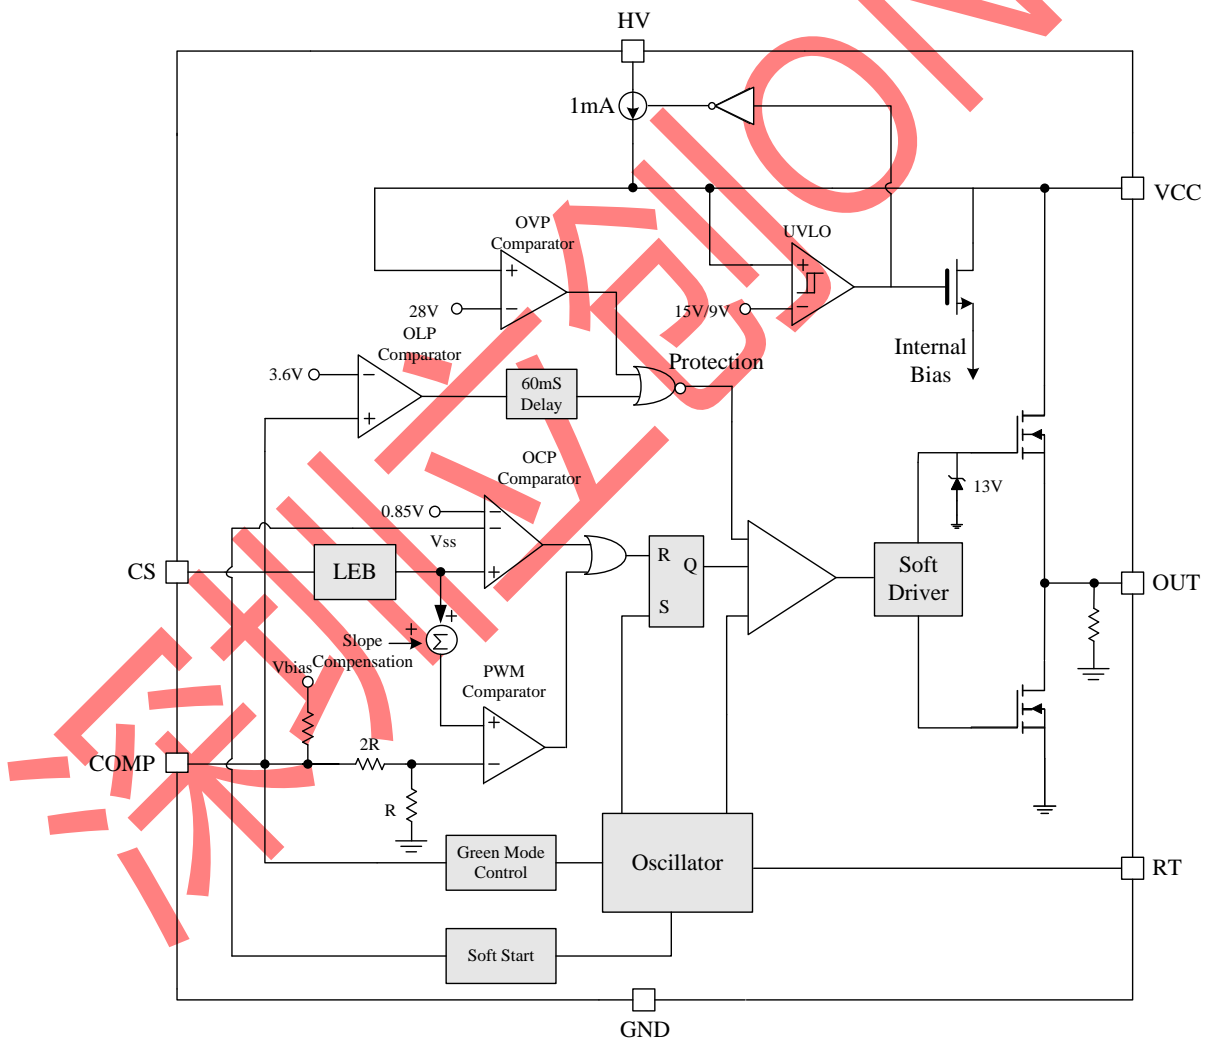 HV
1mA
VCC
OVP
Comparator
+
−
28V
UVLO
+
−
15V/9V
Internal
Bias
OLP
Comparator
3.6V
−
+
60mS
Delay
Protection
OCP
Comparator
0.85V
−
−
Vss
+
13V
CS
LEB
R
Q
S
Soft
Driver
OUT
+
+
Σ
Slope
Compensation
Vbias
PWM
Comparator
+
−
COMP
2R
R
Green Mode
Control
Oscillator
RT
Soft Start
GND